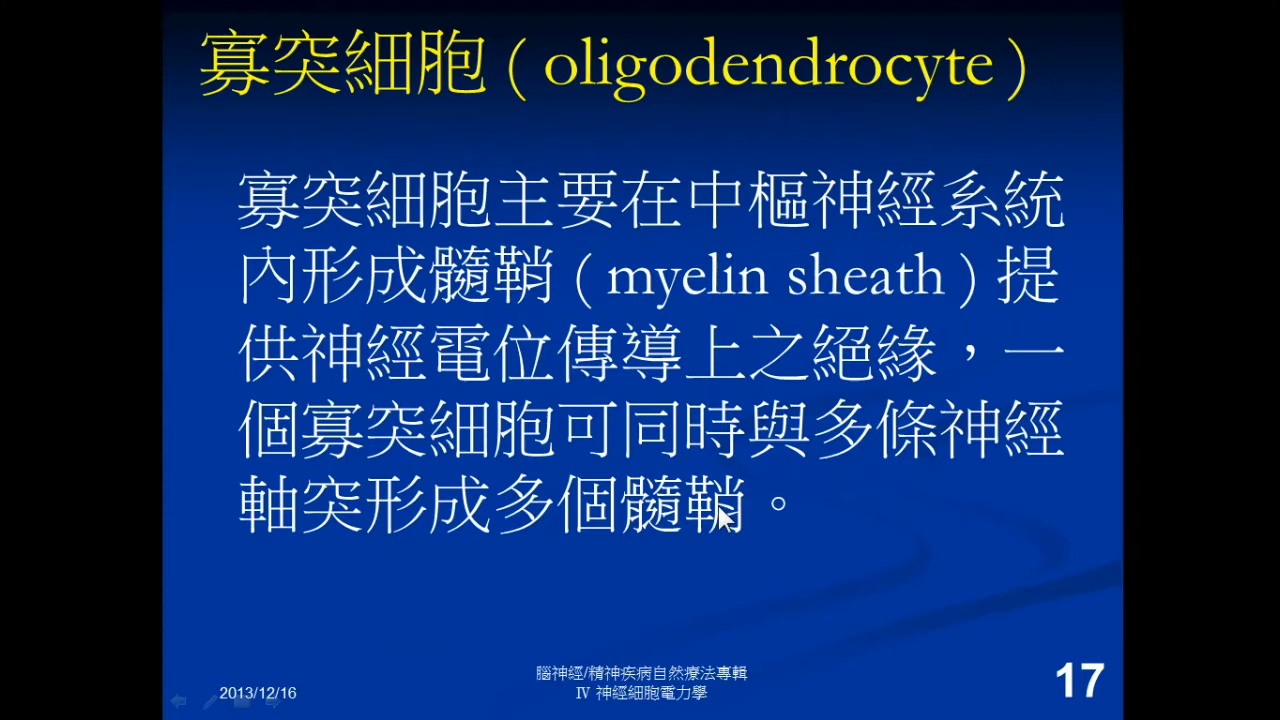 寡突細胞 ( oligodendrocyte )
寡突細胞主要在中樞神經系統
內形成髓鞘 ( myelin sheath ) 提
供神經電位傳導上之絕緣，一
個寡突細胞可同時與多條神經
軸突形成多個髓鞘。
2013/12/16
腦神經/精神疾病自然療法專輯
IV 神經細胞電力學
17